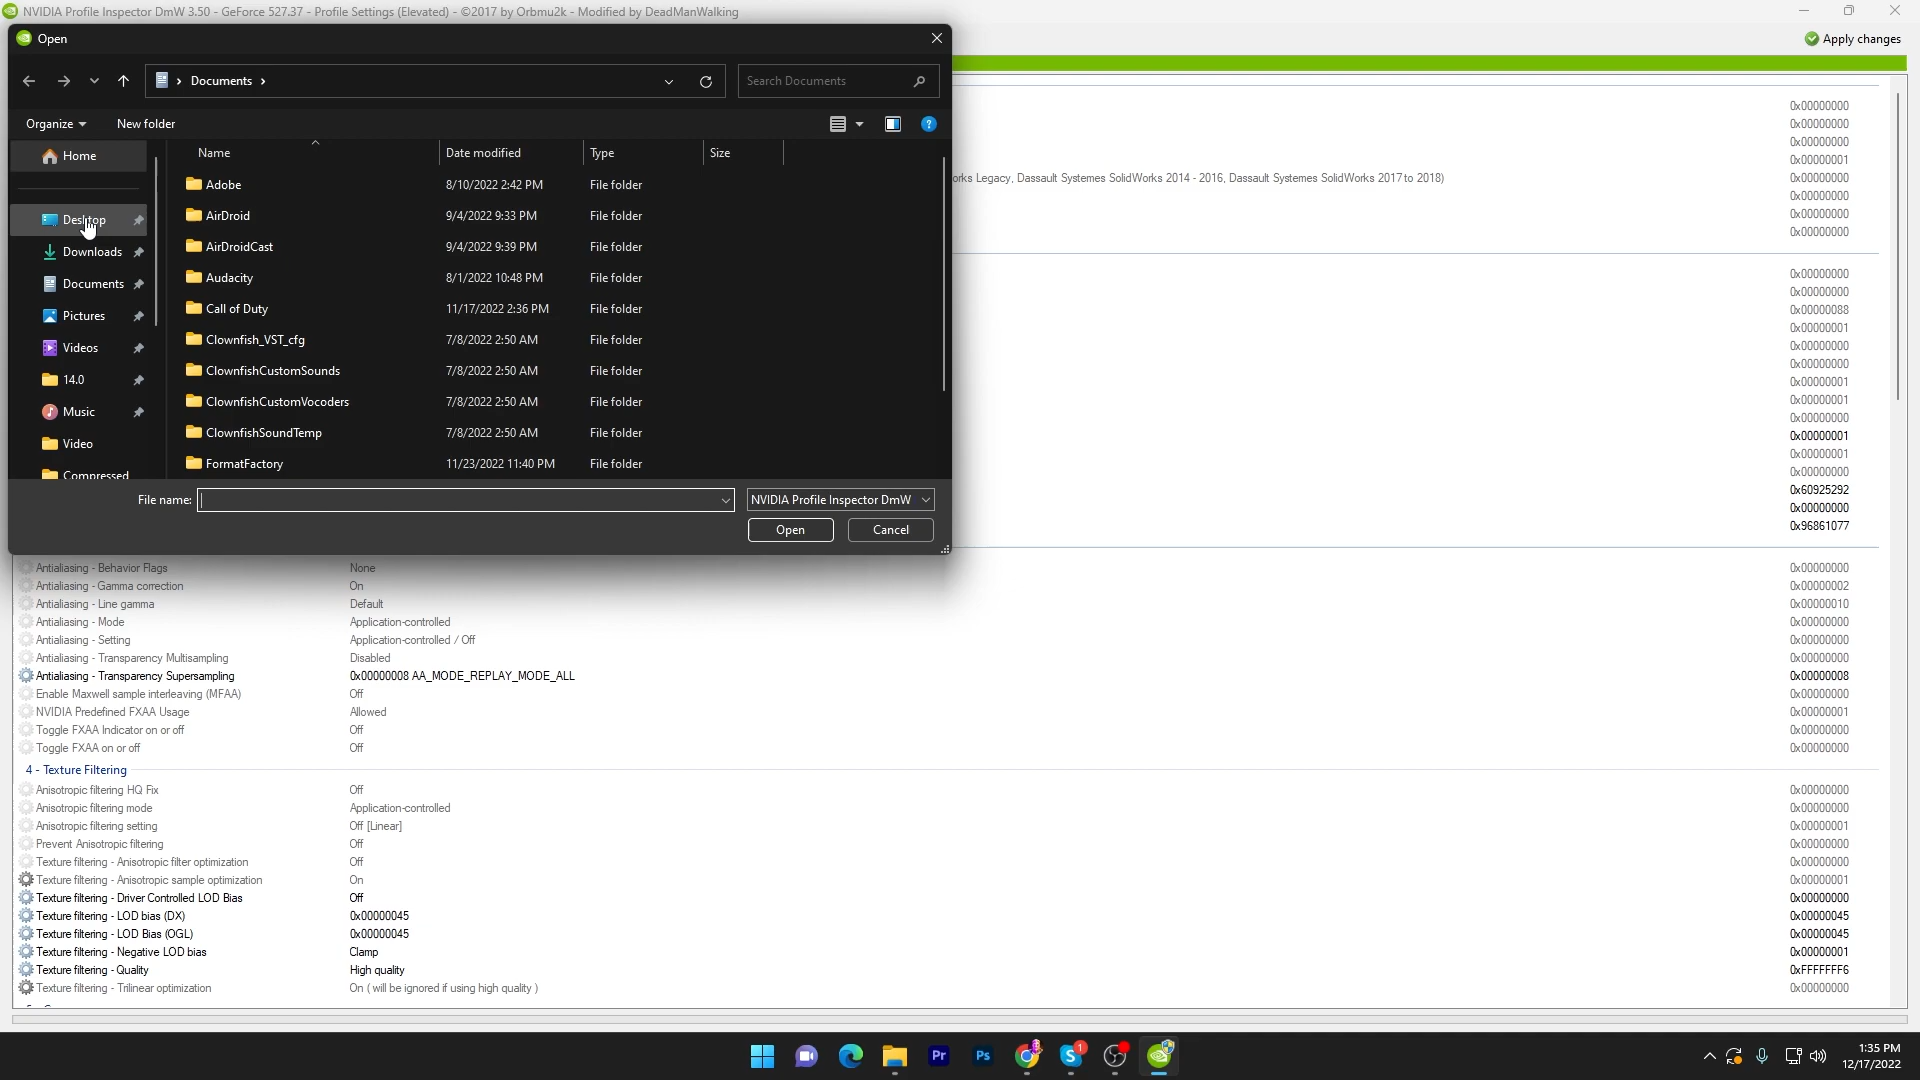 NVIDIA Profile Inspector DmW 3.50 - GeForce 527.37 - Profile Settings (Elevated) - ©2017 by Orbmu2k - Modified by DeadManWalking
Open
Apply changes
Documents
Search Documents
Organize
New folder
Home
Name
Date modified
Type
Size
Adobe 8/10/2022 2:42 PM File folder
AirDroid 9/4/2022 9:33 PM File folder
AirDroidCast 9/4/2022 9:39 PM File folder
Audacity 8/1/2022 10:48 PM File folder
Call of Duty 11/17/2022 2:36 PM File folder
Clownfish_VST_cfg 7/8/2022 2:50 AM File folder
ClownfishCustomSounds 7/8/2022 2:50 AM File folder
ClownfishCustomVocoders 7/8/2022 2:50 AM File folder
ClownfishSoundTemp 7/8/2022 2:50 AM File folder
FormatFactory 11/23/2022 11:40 PM File folder
Desktop
Downloads
Documents
Pictures
Videos
14.0
Music
Video
Compressed
File name:
NVIDIA Profile Inspector DmW
Open
Cancel
0x00000000
0x00000000
0x00000000
0x00000001
orks Legacy, Dassault Systemes SolidWorks 2014 - 2016, Dassault Systemes SolidWorks 2017 to 2018) 0x00000000
0x00000000
0x00000000
0x00000000
0x00000000
0x00000000
0x00000088
0x00000001
0x00000000
0x00000000
0x00000001
0x00000001
0x00000000
0x00000001
0x00000001
0x00000000
0x60925292
0x00000000
0x96861077
Antialiasing - Behavior Flags None 0x00000000
Antialiasing - Gamma correction On 0x00000002
Antialiasing - Line gamma Default 0x00000010
Antialiasing - Mode Application-controlled 0x00000000
Antialiasing - Setting Application-controlled / Off 0x00000000
Antialiasing - Transparency Multisampling Disabled 0x00000000
Antialiasing - Transparency Supersampling 0x00000008 AA_MODE_REPLAY_MODE_ALL 0x00000008
Enable Maxwell sample interleaving (MFAA) Off 0x00000000
NVIDIA Predefined FXAA Usage Allowed 0x00000001
Toggle FXAA Indicator on or off Off 0x00000000
Toggle FXAA on or off Off 0x00000000
4 - Texture Filtering
Anisotropic filtering HQ Fix Off 0x00000000
Anisotropic filtering mode Application-controlled 0x00000000
Anisotropic filtering setting Off [Linear] 0x00000001
Prevent Anisotropic filtering Off 0x00000000
Texture filtering - Anisotropic filter optimization Off 0x00000000
Texture filtering - Anisotropic sample optimization On 0x00000001
Texture filtering - Driver Controlled LOD Bias Off 0x00000000
Texture filtering - LOD bias (DX) 0x00000045 0x00000045
Texture filtering - LOD Bias (OGL) 0x00000045 0x00000045
Texture filtering - Negative LOD bias Clamp 0x00000001
Texture filtering - Quality High quality 0xFFFFFFF6
Texture filtering - Trilinear optimization On ( will be ignored if using high quality ) 0x00000000
Pr
Ps
S
1
1:35 PM
12/17/2022